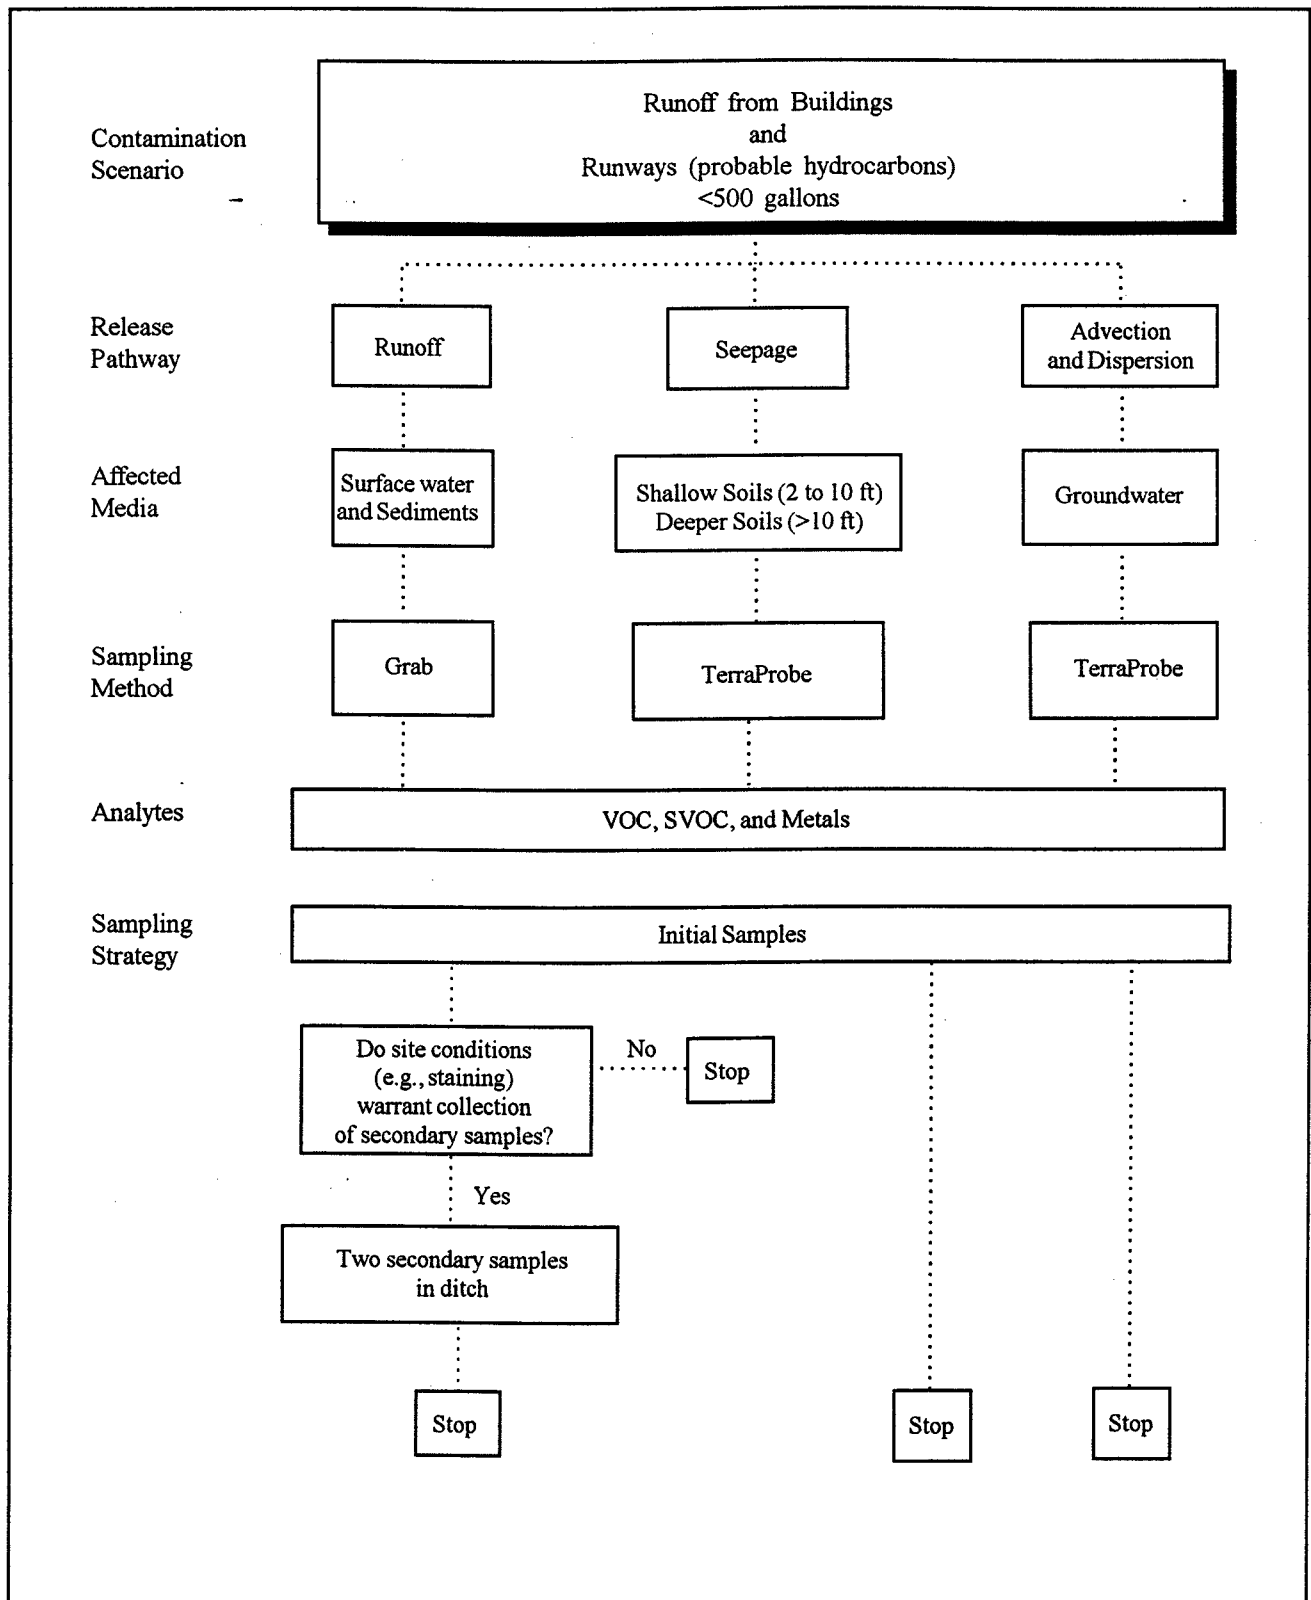 Contamination
Scenario
Runoff from Buildings
and
Runways (probable hydrocarbons)
<500 gallons
Release
Pathway
Runoff
Seepage
Advection
and Dispersion
Affected
Media
Surface water
and Sediments
Shallow Soils (2 to 10 ft)
Deeper Soils (>10 ft)
Groundwater
Sampling
Method
Grab
TerraProbe
TerraProbe
Analytes
VOC, SVOC, and Metals
Sampling
Strategy
Initial Samples
Do site conditions
(e.g., staining)
warrant collection
of secondary samples?
No
Stop
Yes
Two secondary samples
in ditch
Stop
Stop
Stop